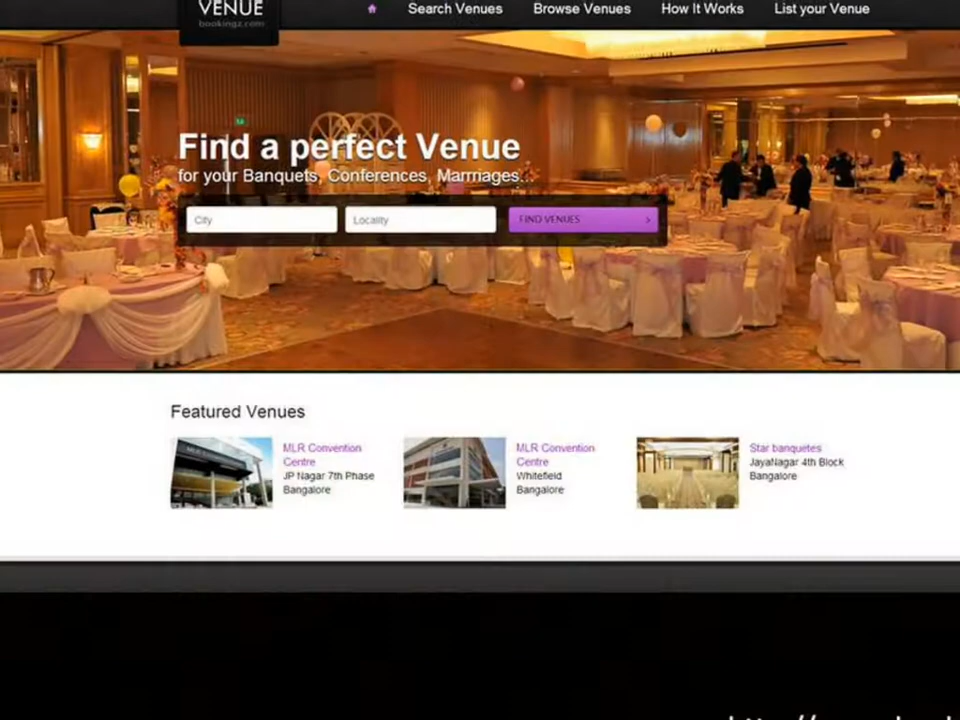 VENUE
bookingz.com
Search Venues
Browse Venues
How It Works
List your Venue
Find a perfect Venue
for your Banquets, Conferences, Marriages...
City
Locality
FIND VENUES >
Featured Venues
MLR Convention
Centre
JP Nagar 7th Phase
Bangalore
MLR Convention
Centre
Whitefield
Bangalore
Star banquetes
JayaNagar 4th Block
Bangalore